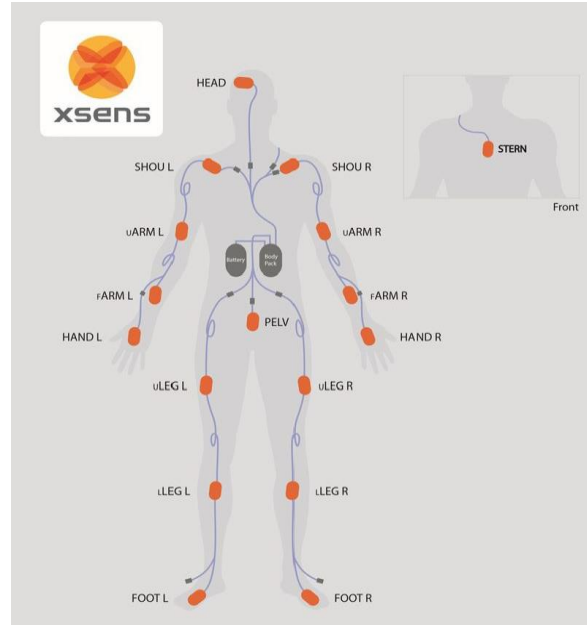 xsens
HEAD
STERN
Front
SHOU L
SHOU R
UARM L
UARM R
Battery
Body
Pack
FARM L
FARM R
PELV
HAND L
HAND R
ULEG L
ULEG R
LLEG L
LLEG R
FOOT L
FOOT R